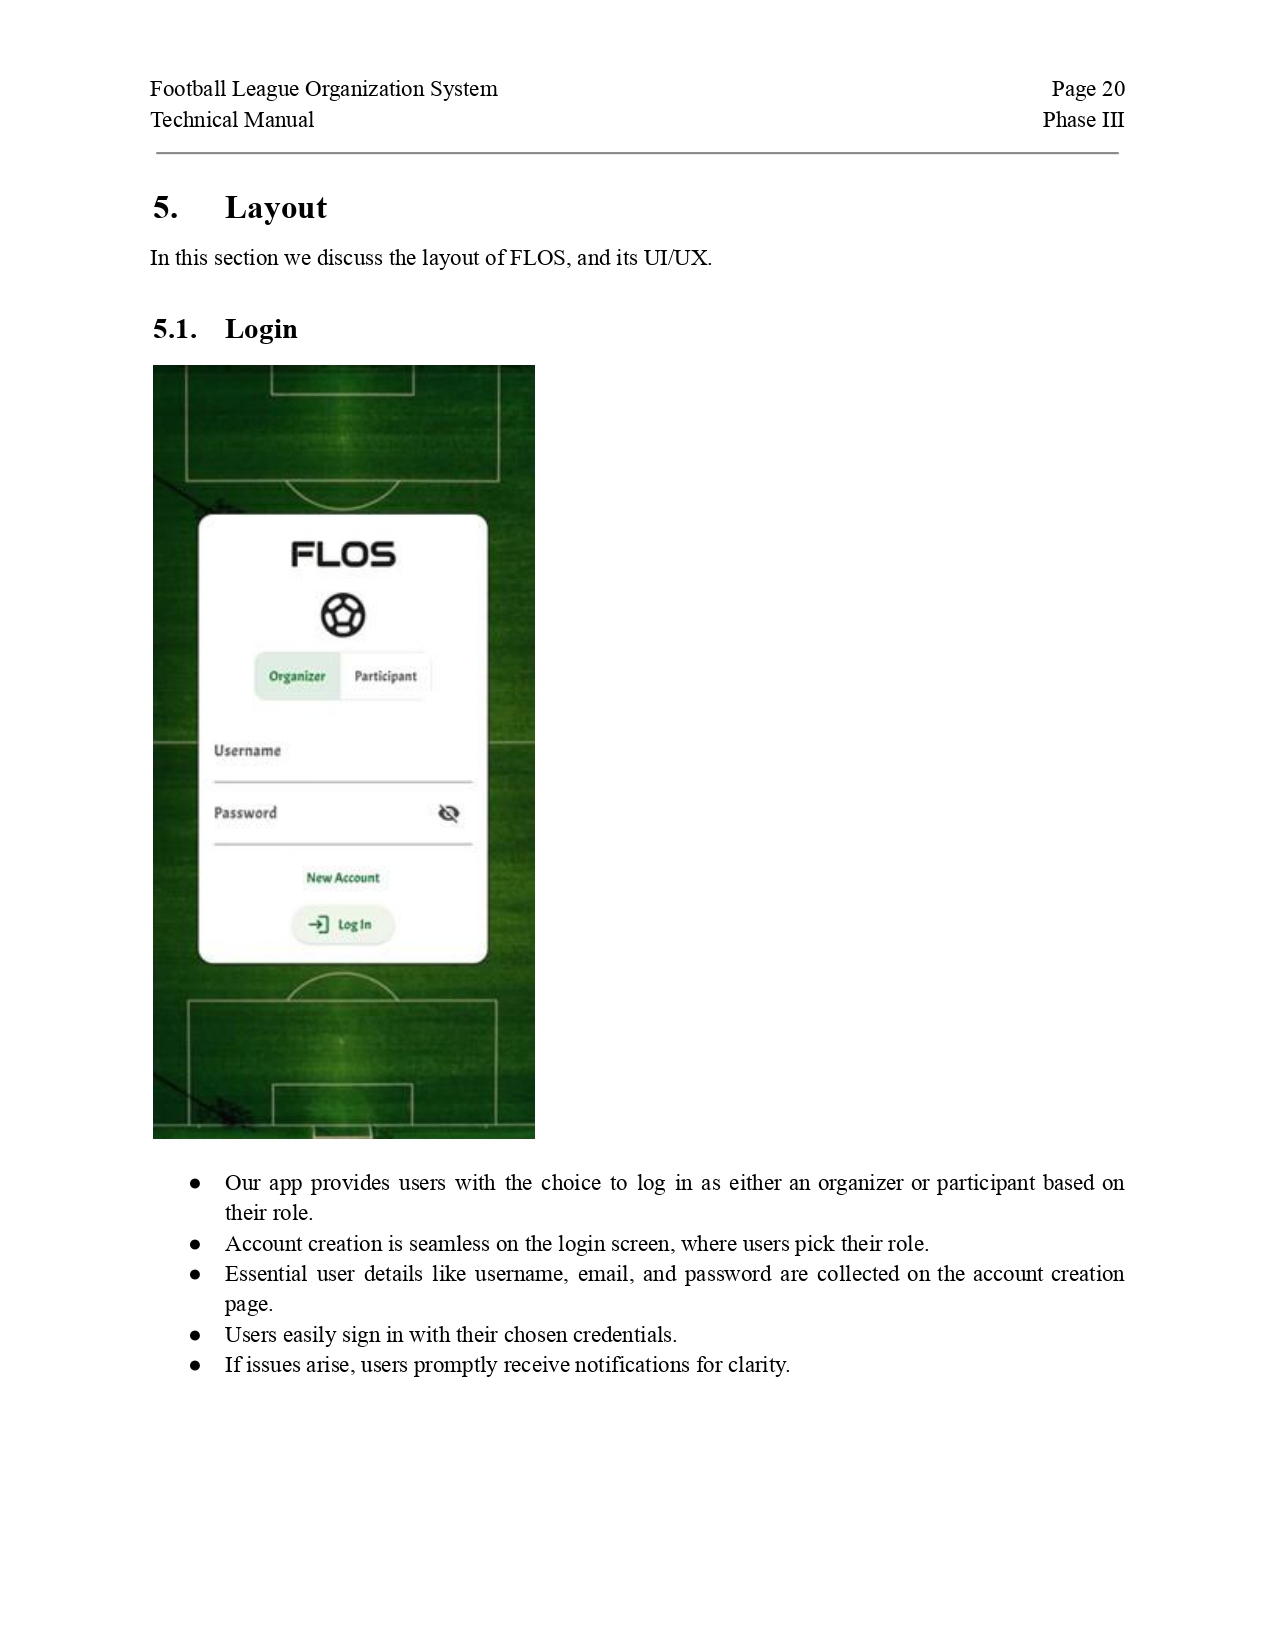 Football League Organization System Page 20
Technical Manual Phase III
5. Layout
In this section we discuss the layout of FLOS, and its UI/UX.
5.1. Login
FLOS
Organizer Participant
Username
Password
New Account
Log In
● Our app provides users with the choice to log in as either an organizer or participant based on
their role.
● Account creation is seamless on the login screen, where users pick their role.
● Essential user details like username, email, and password are collected on the account creation
page.
● Users easily sign in with their chosen credentials.
● If issues arise, users promptly receive notifications for clarity.